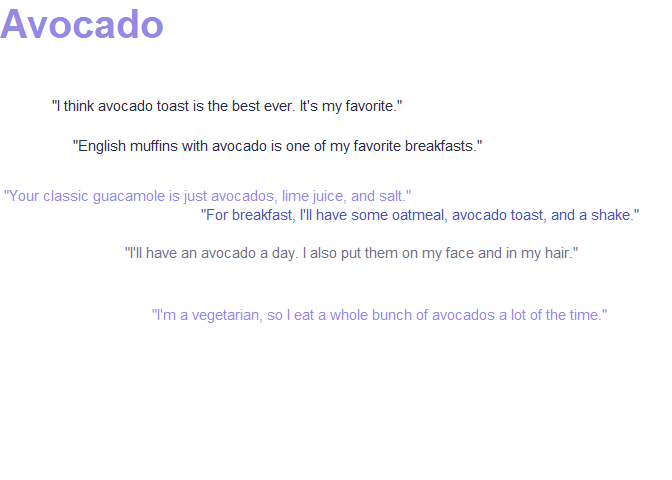 Avocado
"I think avocado toast is the best ever. It's my favorite."
"English muffins with avocado is one of my favorite breakfasts."
"Your classic guacamole is just avocados, lime juice, and salt."
"For breakfast, I'll have some oatmeal, avocado toast, and a shake."
"I'll have an avocado a day. I also put them on my face and in my hair."
"I'm a vegetarian, so I eat a whole bunch of avocados a lot of the time."